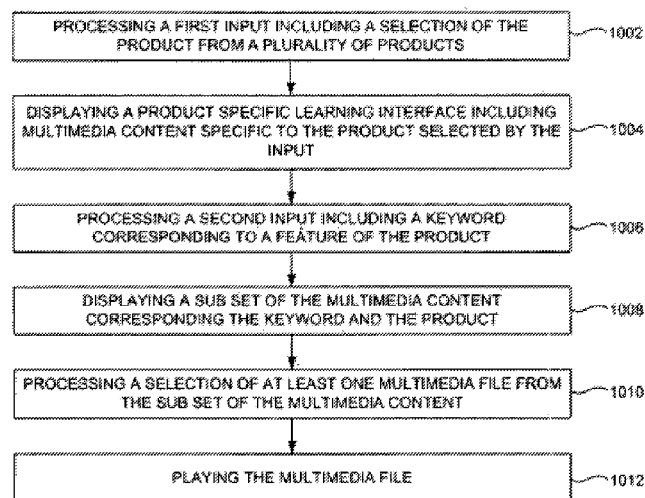 PROCESSING A FIRST INPUT INCLUDING A SELECTION OF THE
PRODUCT FROM A PLURALITY OF PRODUCTS
1002
DISPLAYING A PRODUCT SPECIFIC LEARNING INTERFACE INCLUDING
MULTIMEDIA CONTENT SPECIFIC TO THE PRODUCT SELECTED BY THE
INPUT
1004
PROCESSING A SECOND INPUT INCLUDING A KEYWORD
CORRESPONDING TO A FEATURE OF THE PRODUCT
1006
DISPLAYING A SUB SET OF THE MULTIMEDIA CONTENT
CORRESPONDING THE KEYWORD AND THE PRODUCT
1008
PROCESSING A SELECTION OF AT LEAST ONE MULTIMEDIA FILE FROM
THE SUB SET OF THE MULTIMEDIA CONTENT
1010
PLAYING THE MULTIMEDIA FILE
1012